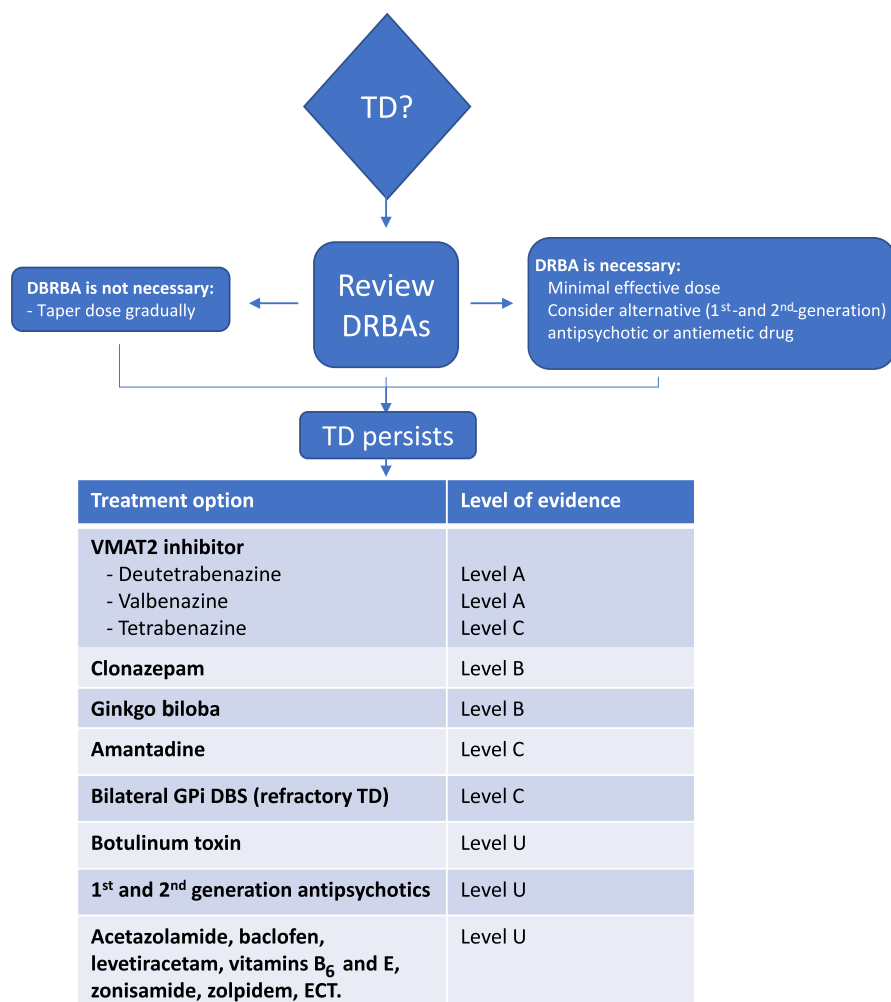 TD?
Review
DRBAs
DBRBA is not necessary:
- Taper dose gradually
DRBA is necessary:
Minimal effective dose
Consider alternative (1st-and 2nd-generation)
antipsychotic or antiemetic drug
TD persists
Treatment option Level of evidence
VMAT2 inhibitor
- Deutetrabenazine Level A
- Valbenazine Level A
- Tetrabenazine Level C
Clonazepam Level B
Ginkgo biloba Level B
Amantadine Level C
Bilateral GPi DBS (refractory TD) Level C
Botulinum toxin Level U
1st and 2nd generation antipsychotics Level U
Acetazolamide, baclofen, Level U
levetiracetam, vitamins B6 and E,
zonisamide, zolpidem, ECT.